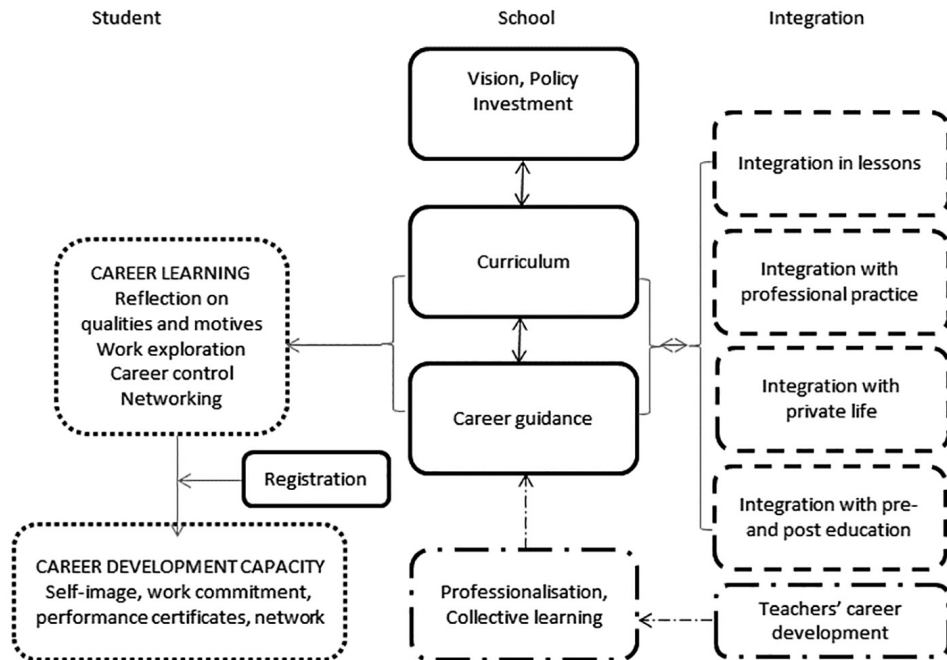 Student
School
Integration
Vision, Policy
Investment
Curriculum
Career guidance
Professionalisation,
Collective learning
CAREER LEARNING
Reflection on
qualities and motives
Work exploration
Career control
Networking
Registration
CAREER DEVELOPMENT CAPACITY
Self-image, work commitment,
performance certificates, network
Integration in lessons
Integration with
professional practice
Integration with
private life
Integration with pre-
and post education
Teachers’ career
development